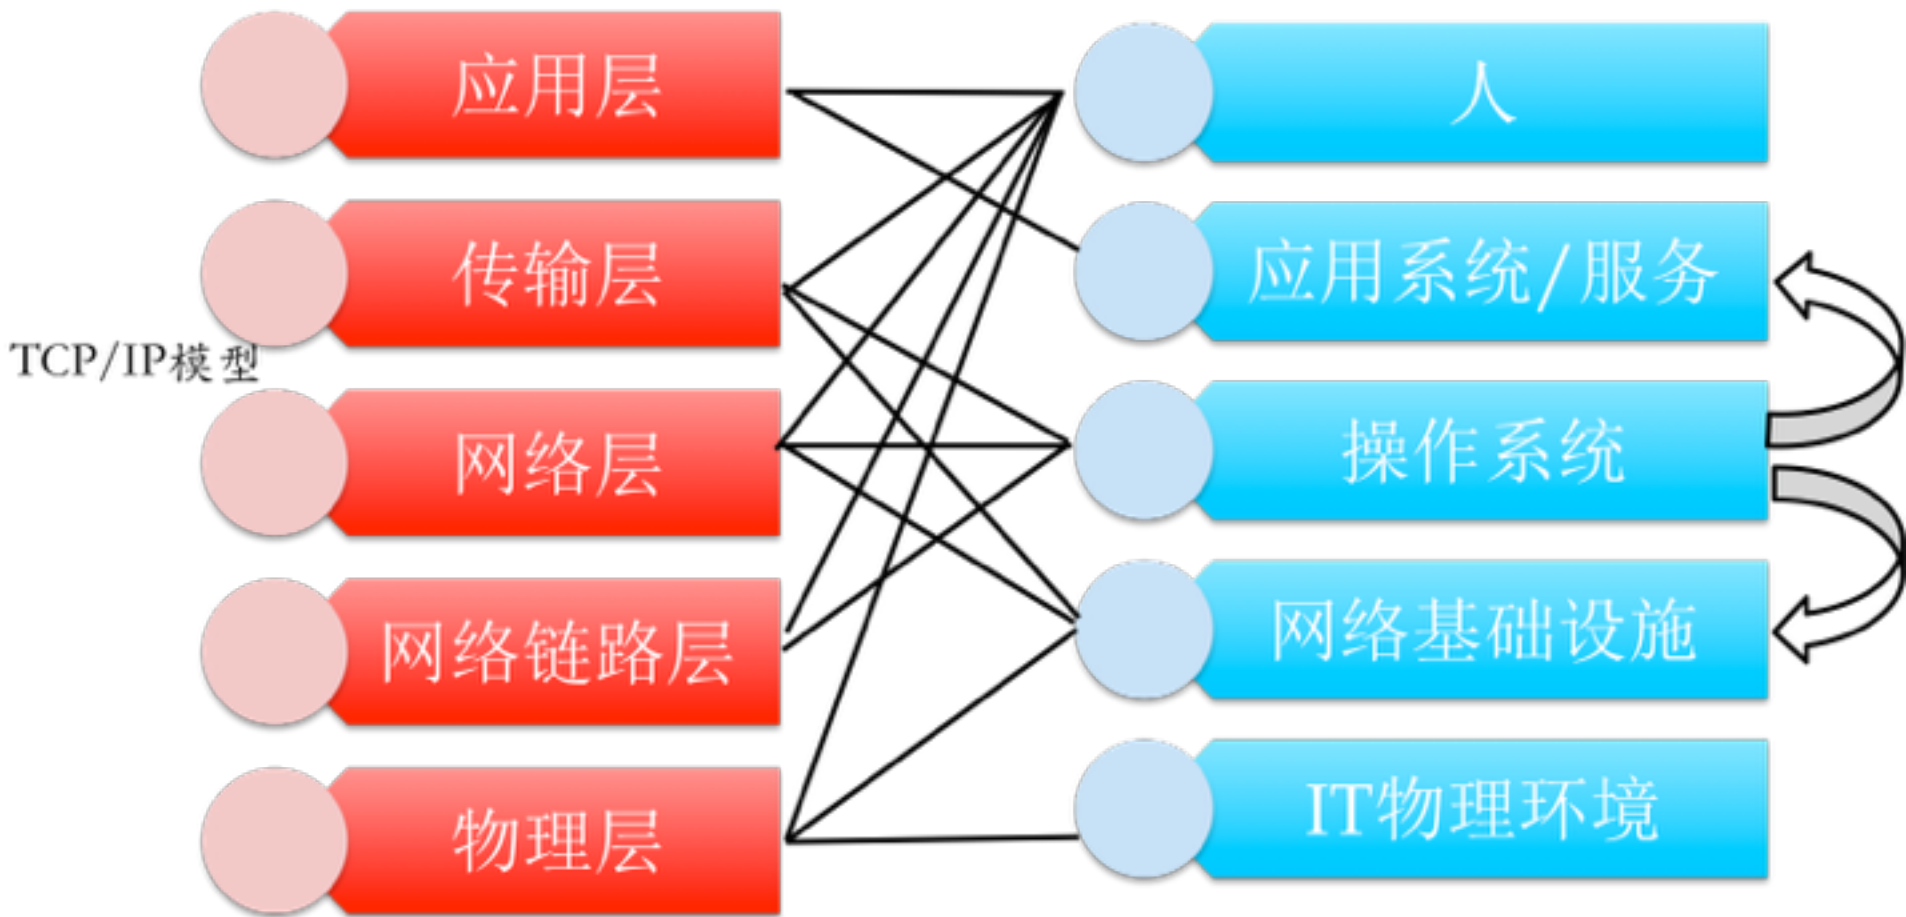 应用层
人
传输层
应用系统/服务
TCP/IP模型
网络层
操作系统
网络链路层
网络基础设施
物理层
IT物理环境